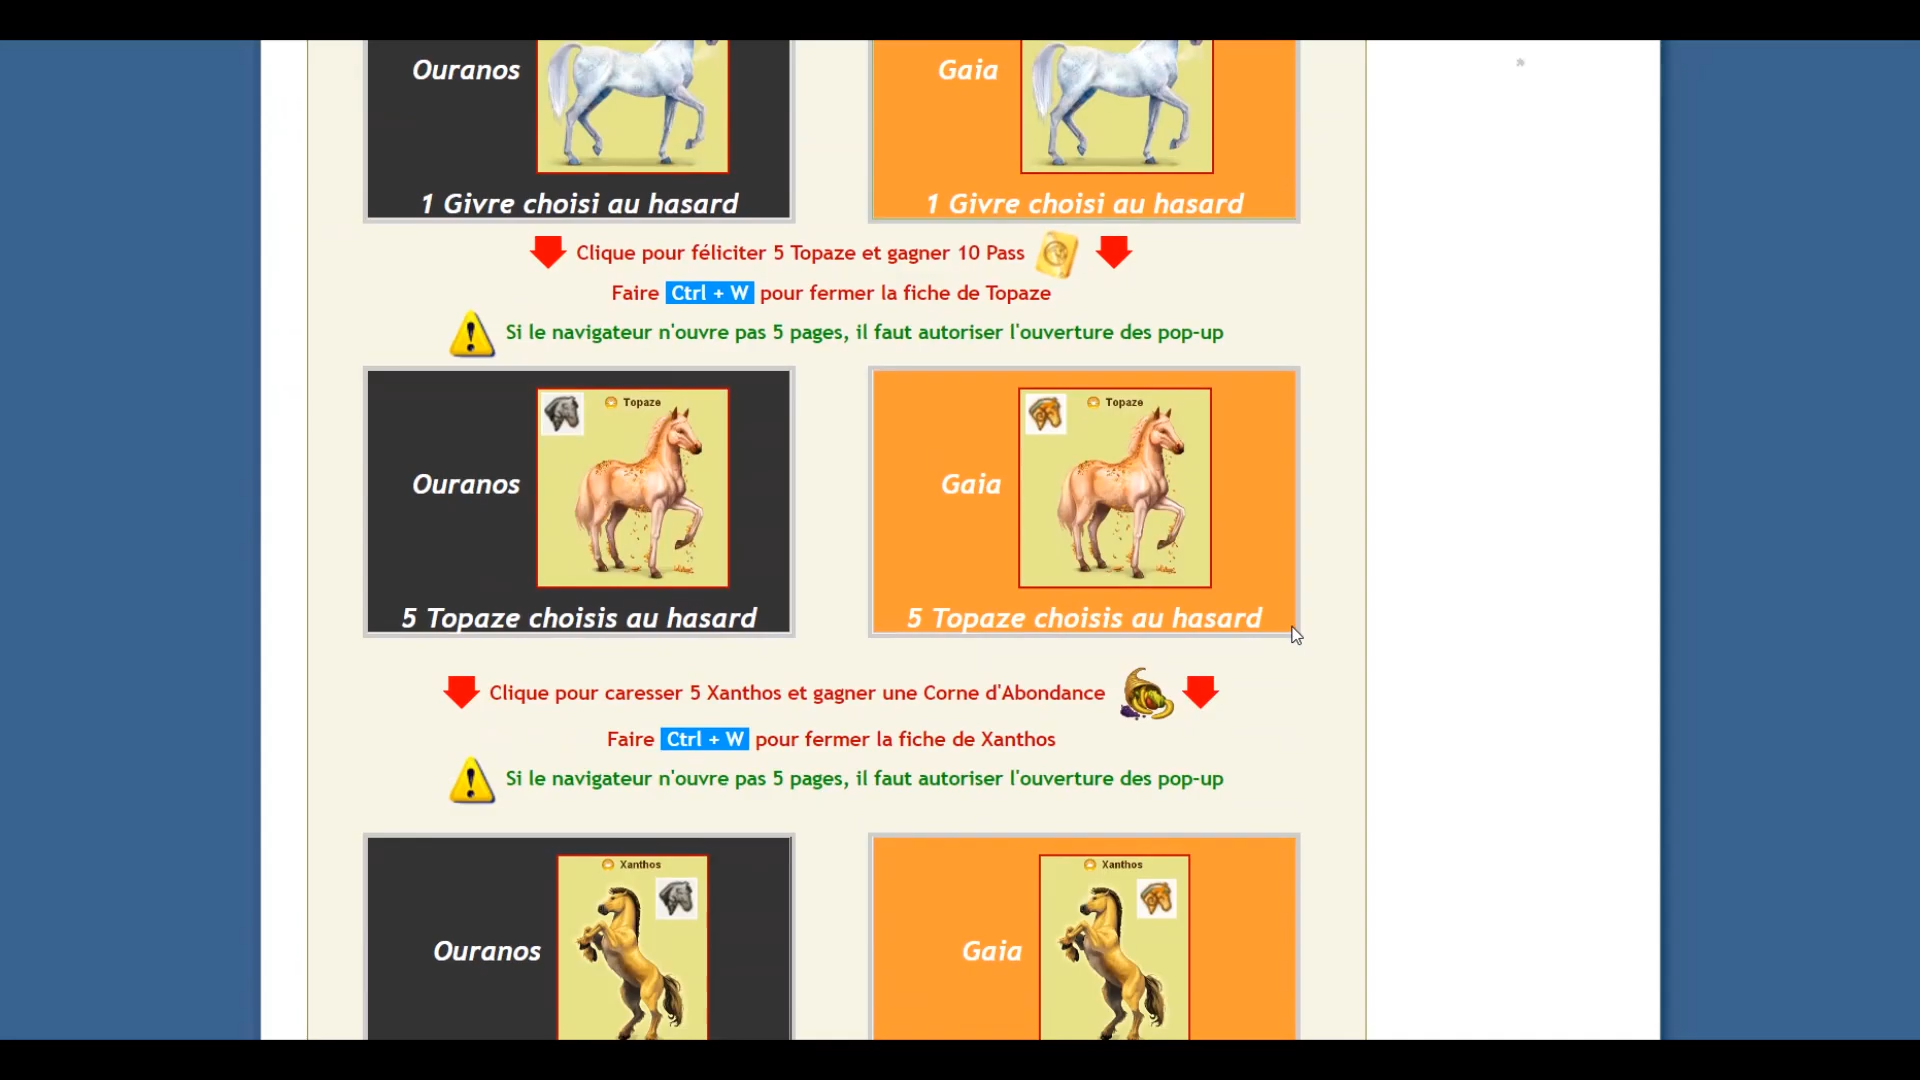 Ouranos
Gaia
1 Givre choisi au hasard
1 Givre choisi au hasard
Clique pour féliciter 5 Topaze et gagner 10 Pass
Faire Ctrl + W pour fermer la fiche de Topaze
Si le navigateur n'ouvre pas 5 pages, il faut autoriser l'ouverture des pop-up
Topaze
Topaze
Ouranos
Gaia
5 Topaze choisis au hasard
5 Topaze choisis au hasard
Clique pour caresser 5 Xanthos et gagner une Corne d'Abondance
Faire Ctrl + W pour fermer la fiche de Xanthos
Si le navigateur n'ouvre pas 5 pages, il faut autoriser l'ouverture des pop-up
Xanthos
Xanthos
Ouranos
Gaia